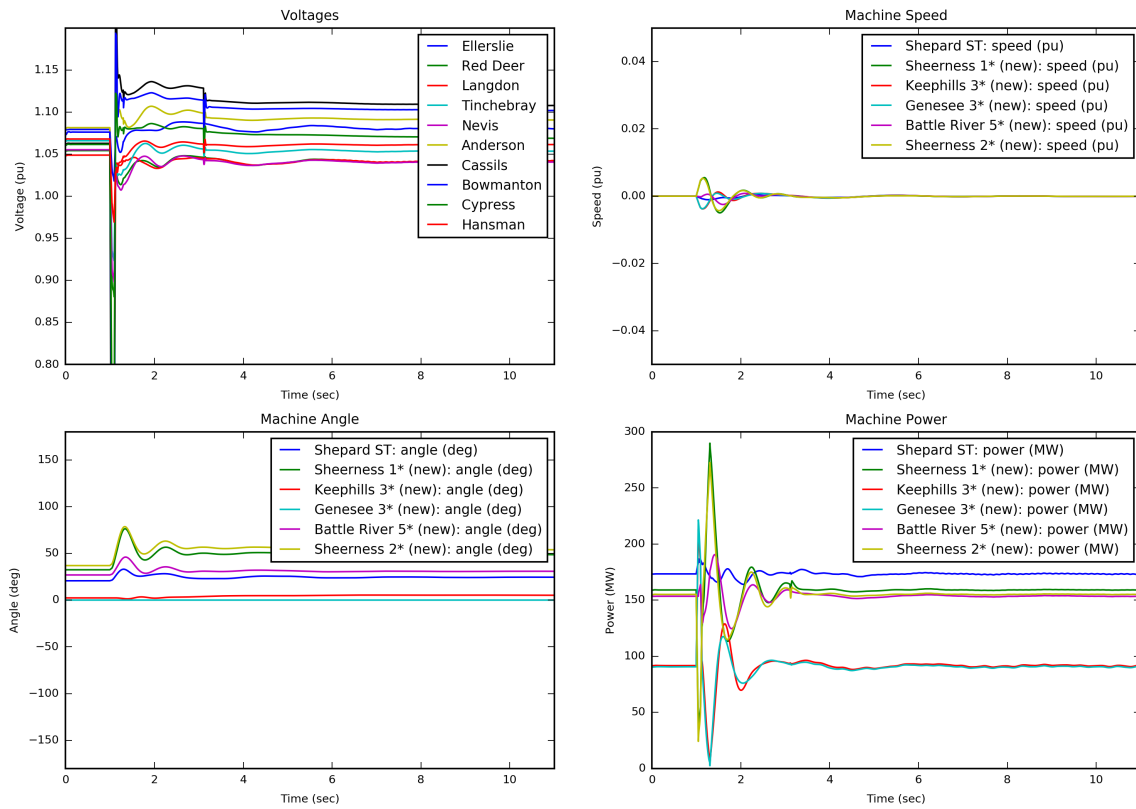 Voltages
1.15
1.10
1.05
1.00
0.95
0.90
0.85
0.80
Voltage (pu)
Ellerslie
Red Deer
Langdon
Tinchebray
Nevis
Anderson
Cassils
Bowmanton
Cypress
Hansman
0 2 4 6 8 10
Time (sec)
Machine Speed
0.04
0.02
0.00
−0.02
−0.04
Speed (pu)
Shepard ST: speed (pu)
Sheerness 1* (new): speed (pu)
Keephills 3* (new): speed (pu)
Genesee 3* (new): speed (pu)
Battle River 5* (new): speed (pu)
Sheerness 2* (new): speed (pu)
0 2 4 6 8 10
Time (sec)
Machine Angle
150
100
50
0
−50
−100
−150
Angle (deg)
Shepard ST: angle (deg)
Sheerness 1* (new): angle (deg)
Keephills 3* (new): angle (deg)
Genesee 3* (new): angle (deg)
Battle River 5* (new): angle (deg)
Sheerness 2* (new): angle (deg)
0 2 4 6 8 10
Time (sec)
Machine Power
300
250
200
150
100
50
0
Power (MW)
Shepard ST: power (MW)
Sheerness 1* (new): power (MW)
Keephills 3* (new): power (MW)
Genesee 3* (new): power (MW)
Battle River 5* (new): power (MW)
Sheerness 2* (new): power (MW)
0 2 4 6 8 10
Time (sec)